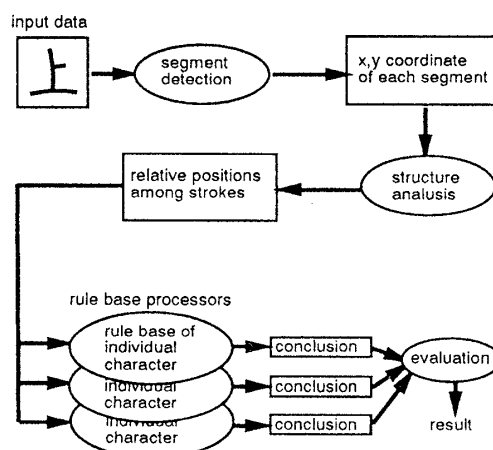 input data
上
segment
detection
x,y coordinate
of each segment
relative positions
among strokes
structure
analysis
rule base processors
rule base of
individual
character
conclusion
individual
character
conclusion
individual
character
conclusion
evaluation
result